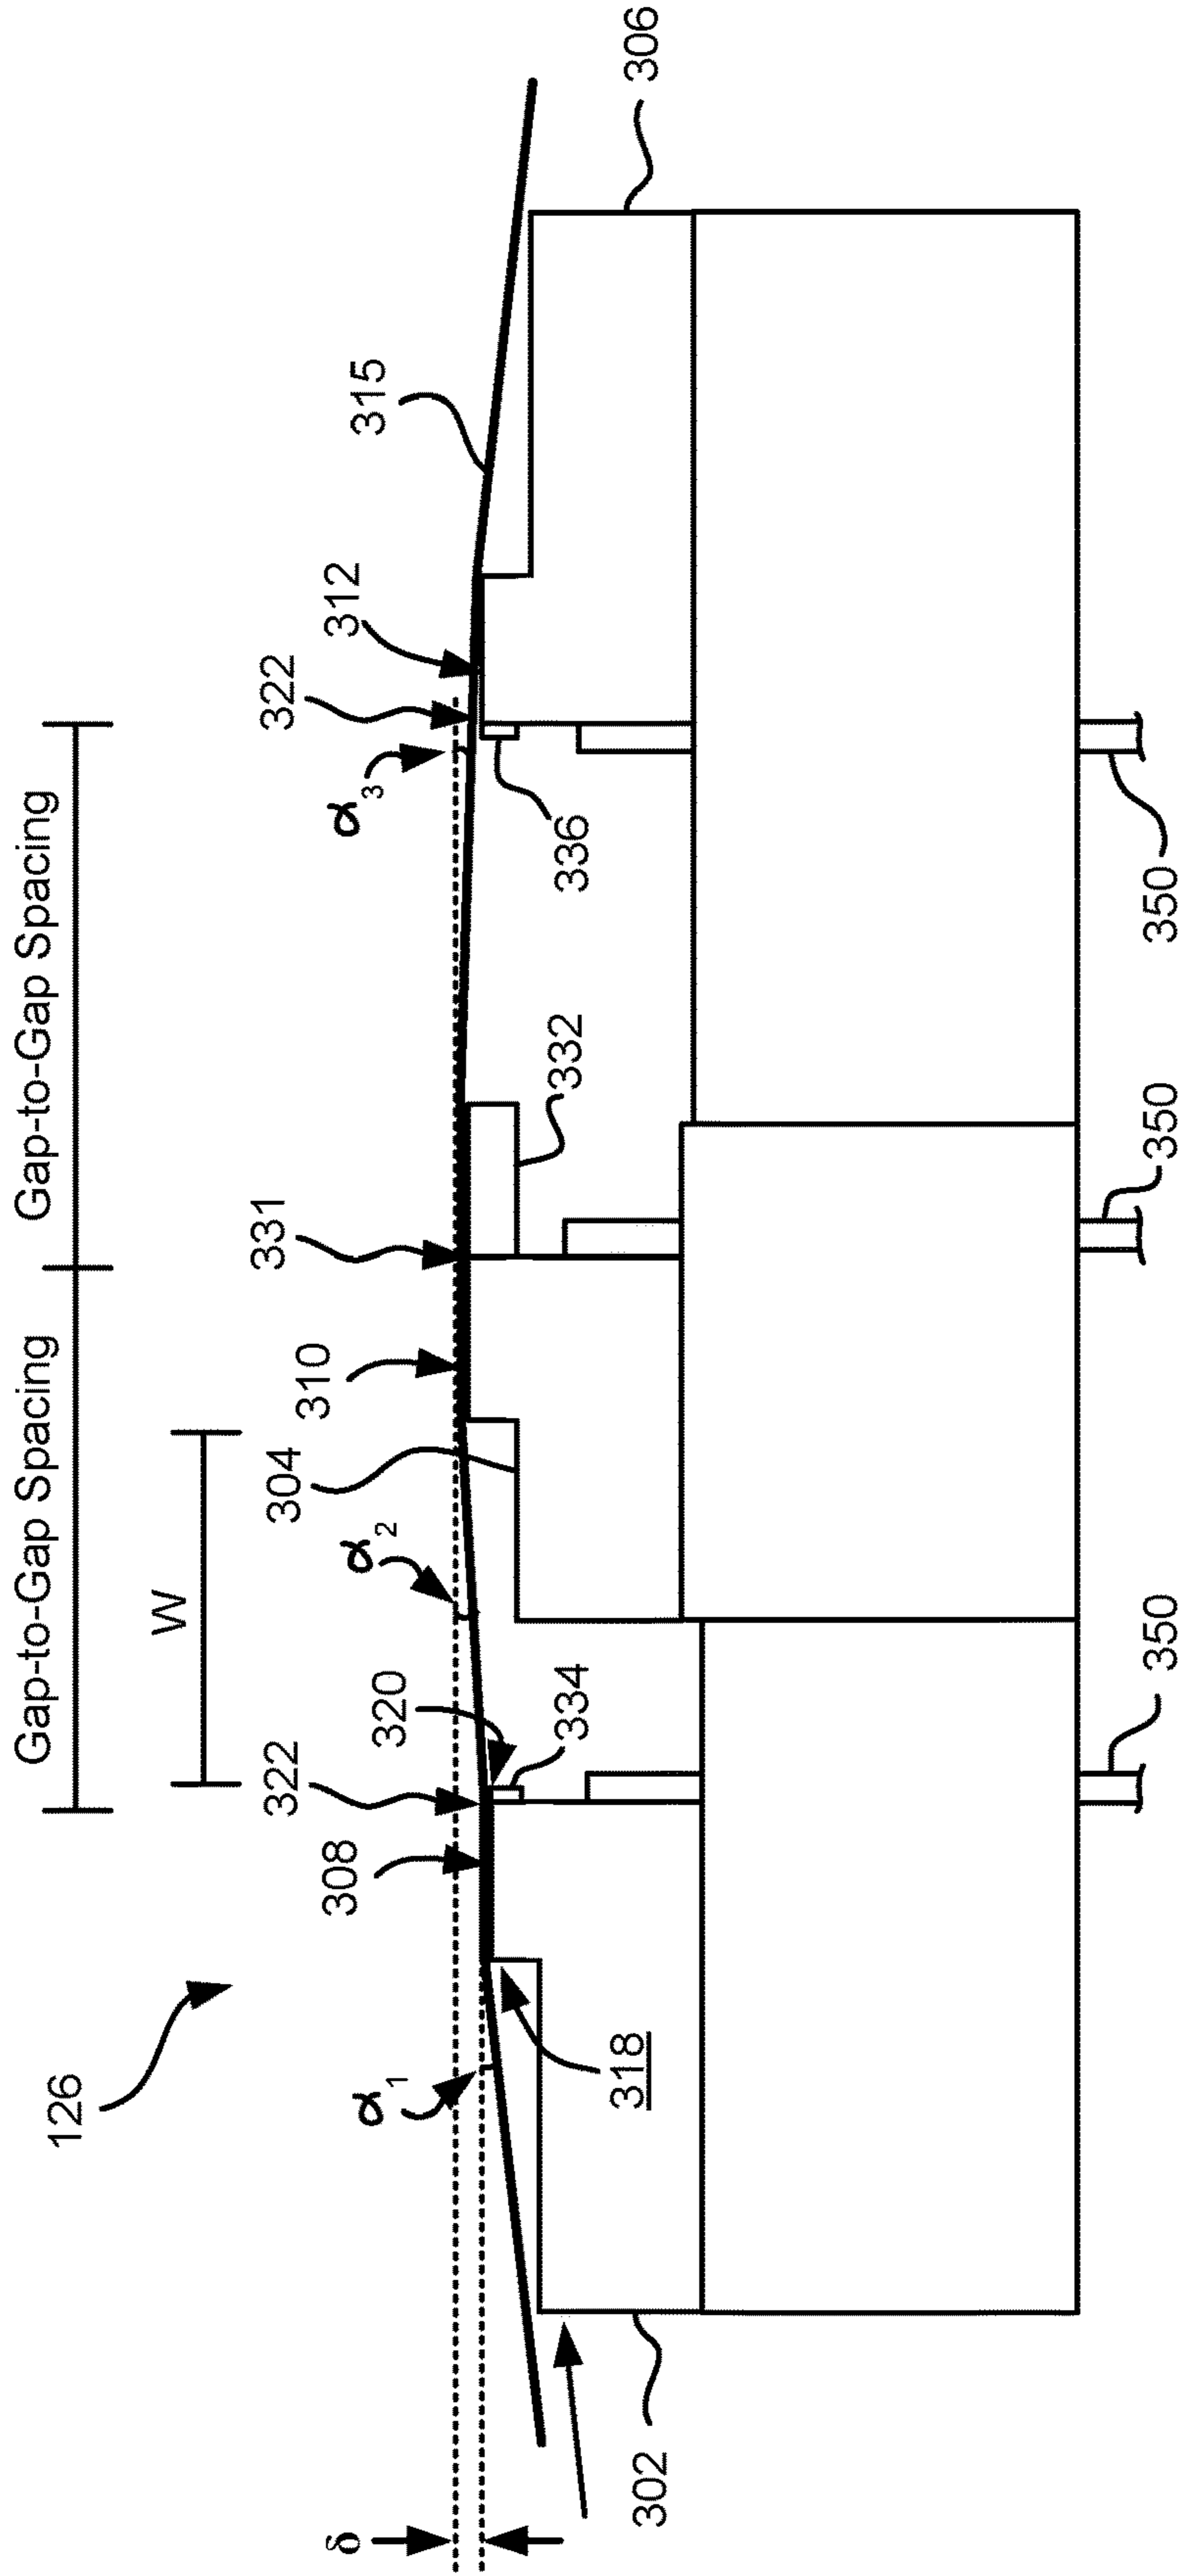 Gap-to-Gap Spacing
Gap-to-Gap Spacing
W
126
δ
α1
308
322
320
334
α2
304
310
331
332
α3
322
312
336
315
306
318
302
350
350
350